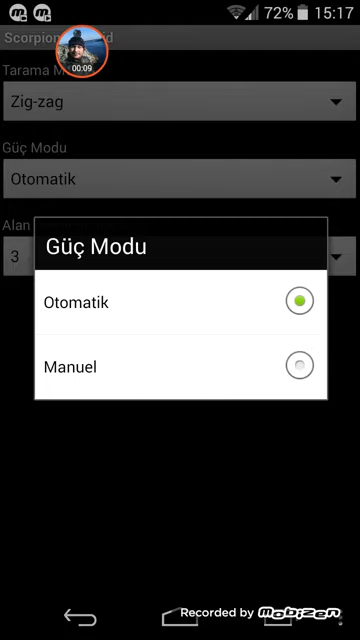 72% 15:17
Scorpion
00:09
Tarama M
Zig-zag
Güç Modu
Otomatik
Alan
3
Güç Modu
Otomatik
Manuel
Recorded by Mobizen